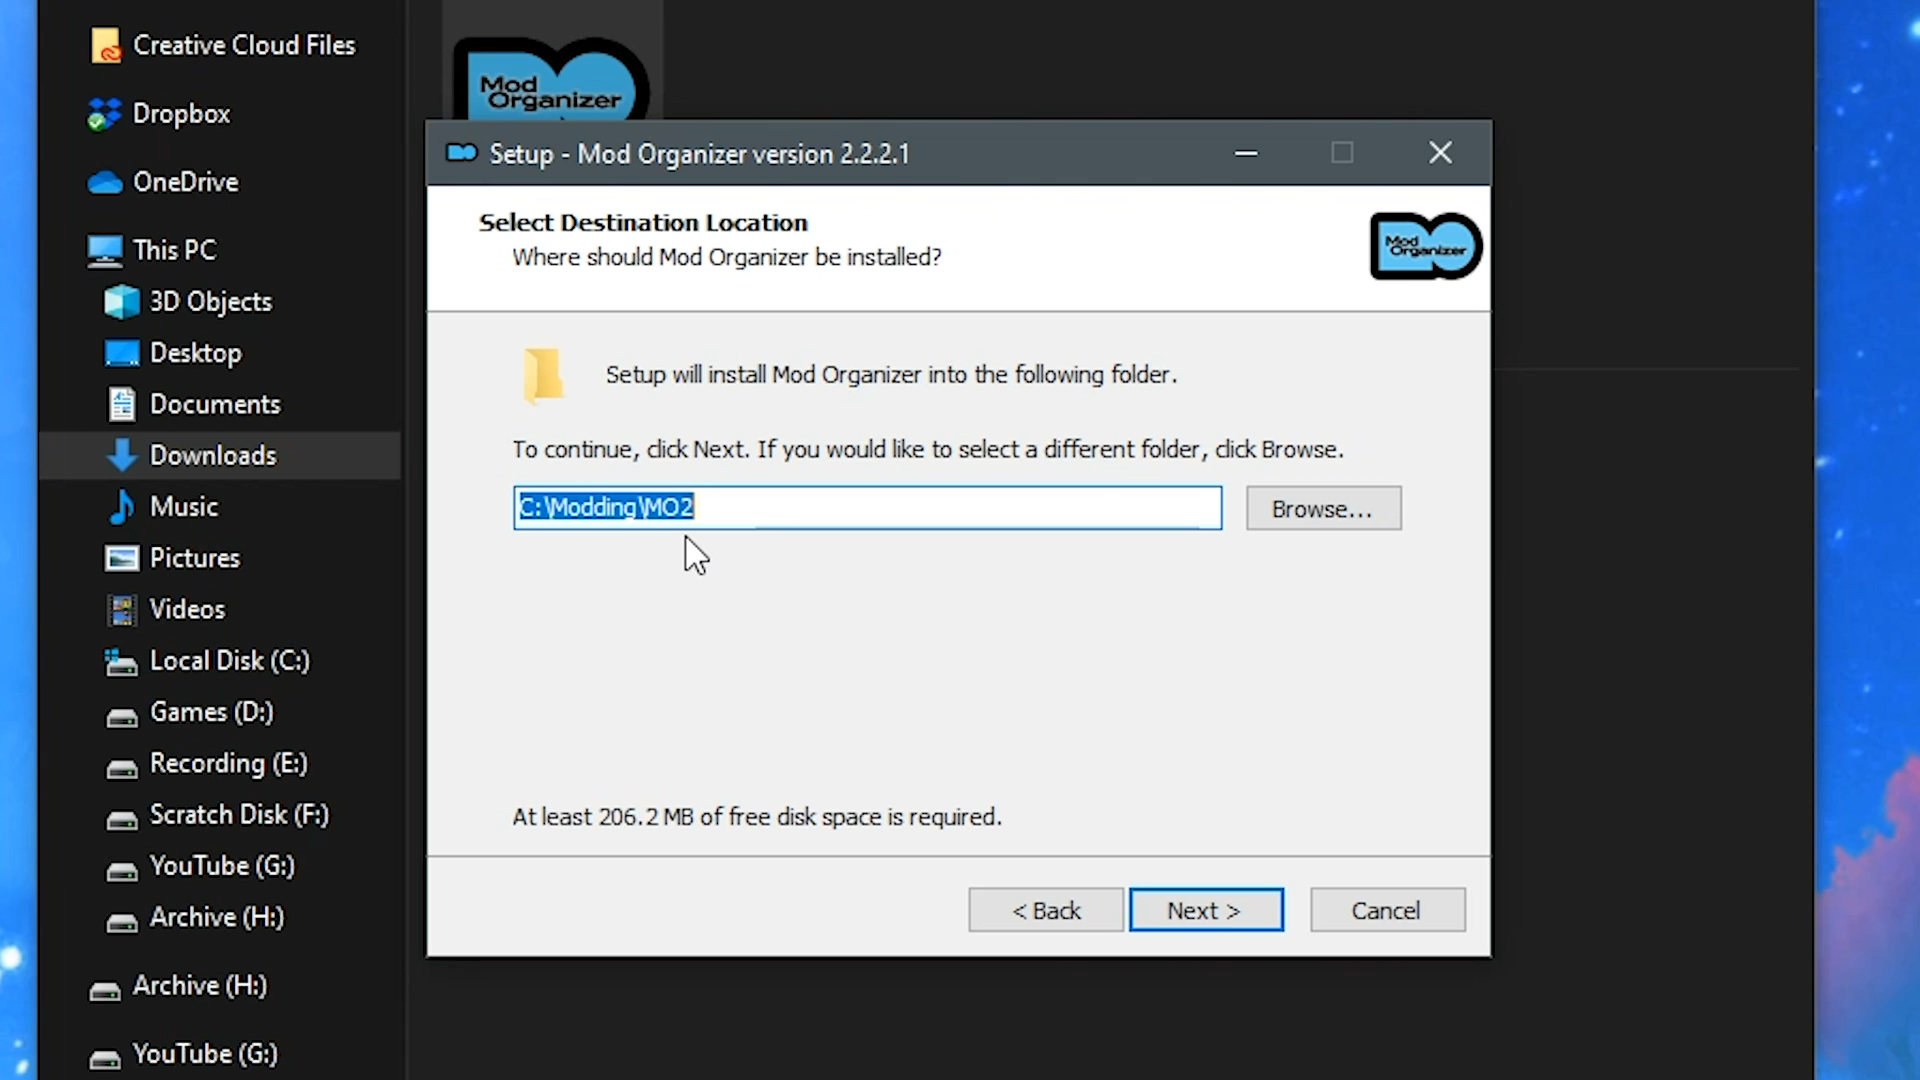 Creative Cloud Files
Dropbox
OneDrive
This PC
3D Objects
Desktop
Documents
Downloads
Music
Pictures
Videos
Local Disk (C:)
Games (D:)
Recording (E:)
Scratch Disk (F:)
YouTube (G:)
Archive (H:)
Archive (H:)
YouTube (G:)
Mod
Organizer
Setup - Mod Organizer version 2.2.2.1
Select Destination Location
Where should Mod Organizer be installed?
Mod
Organizer
Setup will install Mod Organizer into the following folder.
To continue, click Next. If you would like to select a different folder, click Browse.
C:\Modding\MO2
Browse...
At least 206.2 MB of free disk space is required.
< Back
Next >
Cancel